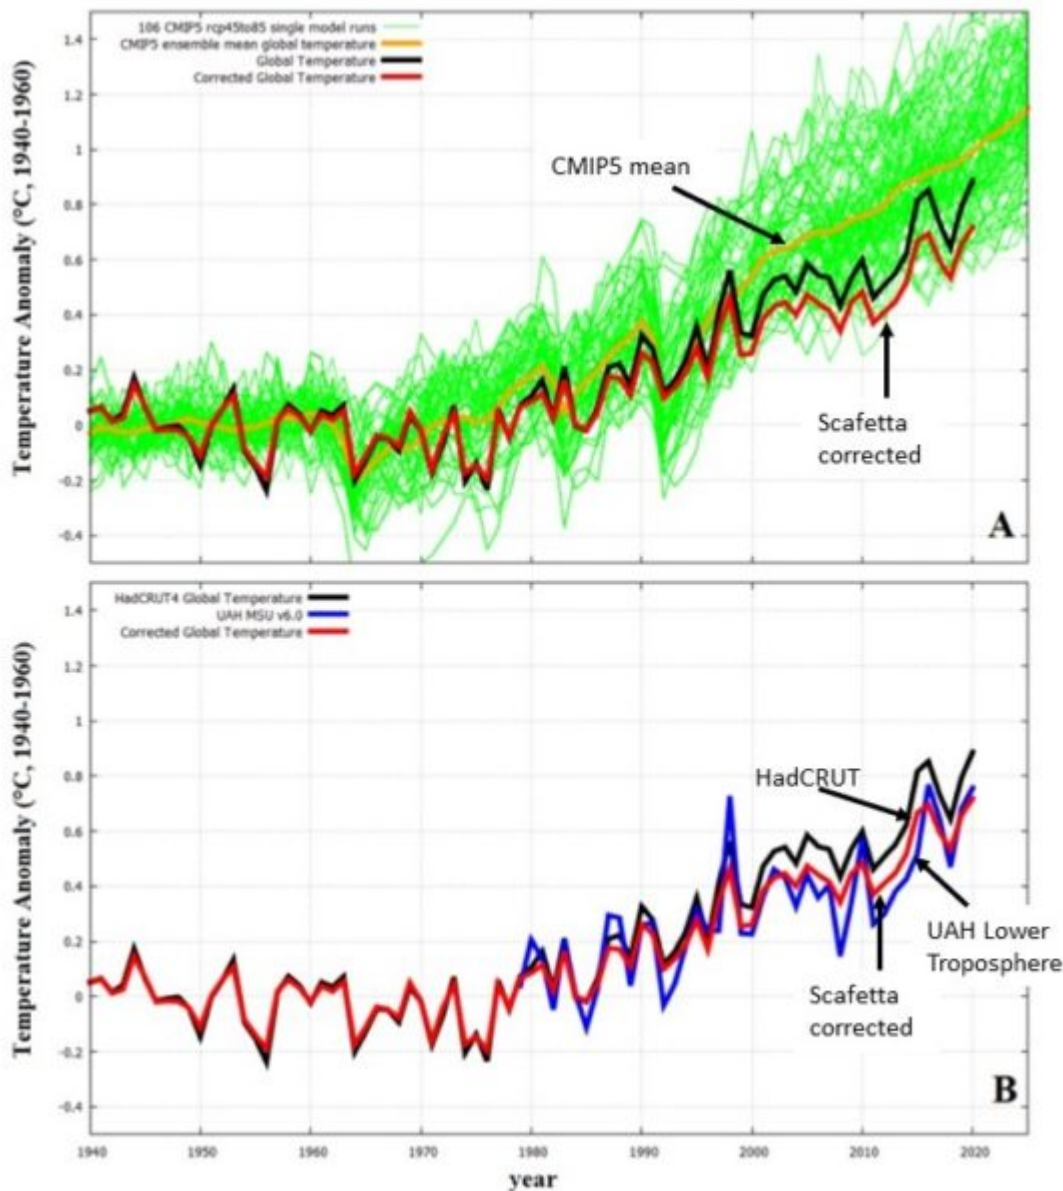 106 CMIP5 rcp45to85 single model runs
CMIP5 ensemble mean global temperature
Global Temperature
Corrected Global Temperature
Temperature Anomaly (°C, 1940-1960)
1.4
1.2
1
0.8
0.6
0.4
0.2
0
-0.2
-0.4
CMIP5 mean
Scafetta
corrected
A
HadCRUT4 Global Temperature
UAH MSU v6.0
Corrected Global Temperature
Temperature Anomaly (°C, 1940-1960)
1.4
1.2
1
0.8
0.6
0.4
0.2
0
-0.2
-0.4
HadCRUT
UAH Lower
Troposphere
Scafetta
corrected
B
1940 1950 1960 1970 1980 1990 2000 2010 2020
year